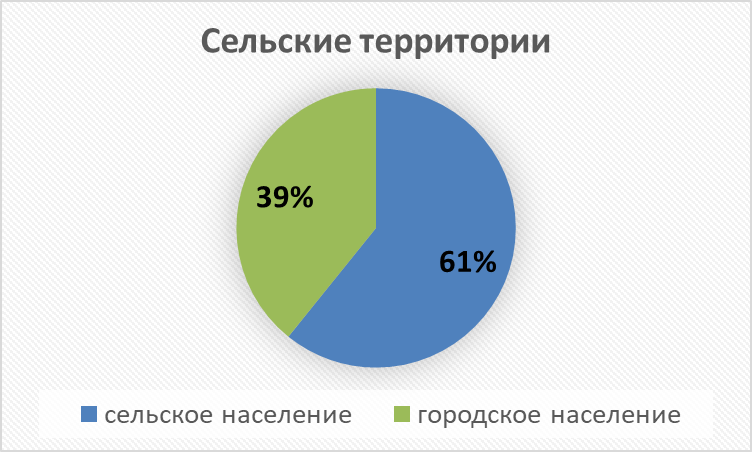 Сельские территории
39%
61%
сельское население
городское население